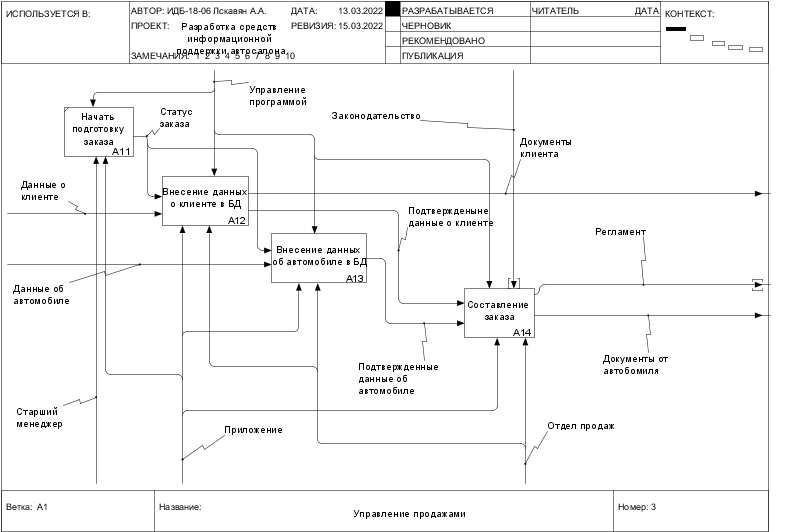 ИСПОЛЬЗУЕТСЯ В:
АВТОР: ИДБ-18-06 Лскавян А.А.
ДАТА: 13.03.2022
ПРОЕКТ: Разработка средств
информационной
поддержки автосалона
РЕВИЗИЯ: 15.03.2022
ЗАМЕЧАНИЯ: 1 2 3 4 5 6 7 8 9 10
РАЗРАБАТЫВАЕТСЯ
ЧЕРНОВИК
РЕКОМЕНДОВАНО
ПУБЛИКАЦИЯ
ЧИТАТЕЛЬ
ДАТА
КОНТЕКСТ:
Управление
программой
Начать
подготовку
заказа
A11
Статус
заказа
Законодательство
Документы
клиента
Данные о
клиенте
Внесение данных
о клиенте в БД
A12
Подтвержденыне
данные о клиенте
Регламент
Внесение данных
об автомобиле в БД
A13
Данные об
автомобиле
Составление
заказа
A14
Подтвержденные
данные об
автомобиле
Документы от
автобомиля
Старший
менеджер
Приложение
Отдел продаж
Ветка: A1
Название:
Управление продажами
Номер: 3